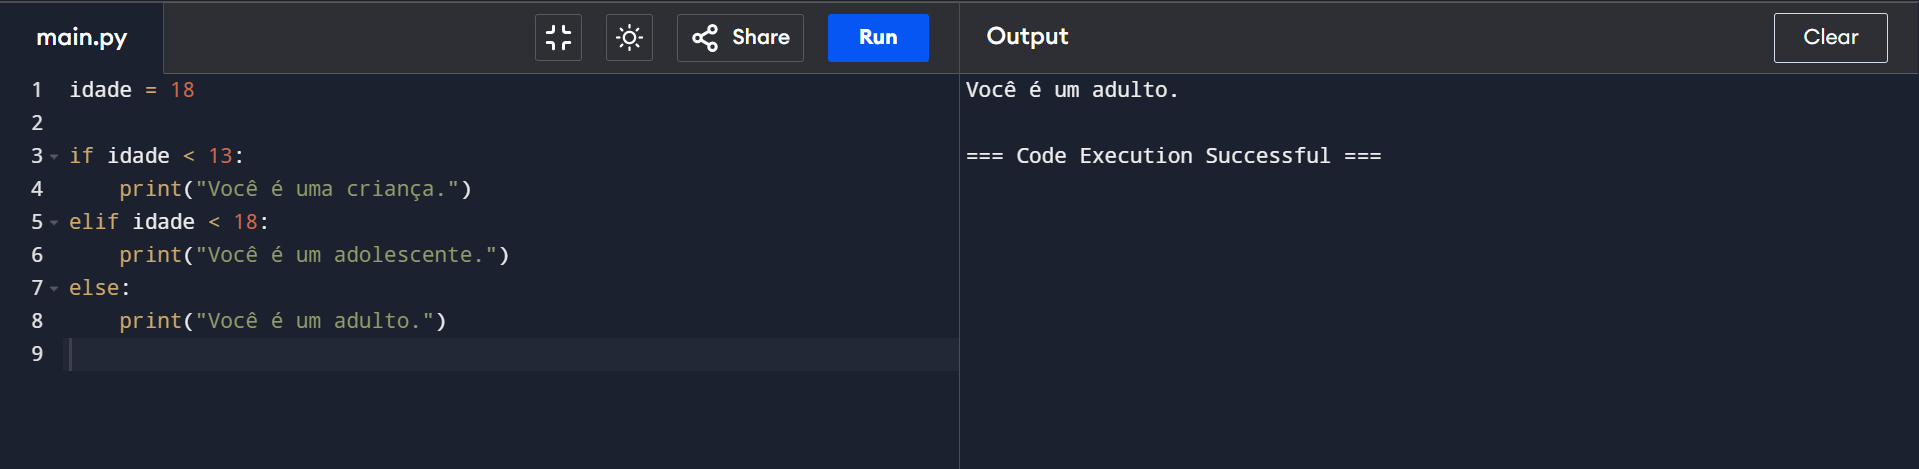 main.py
Share
Run
Output
Clear
1 idade = 18
2
3 if idade < 13:
4     print("Você é uma criança.")
5 elif idade < 18:
6     print("Você é um adolescente.")
7 else:
8     print("Você é um adulto.")
9
Você é um adulto.
=== Code Execution Successful ===